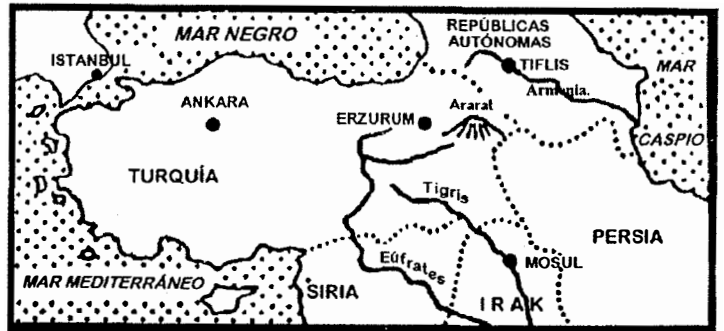 MAR NEGRO
REPÚBLICAS
AUTÓNOMAS
ISTANBUL
TIFLIS
MAR
CASPIO
Armenia.
ANKARA
ERZURUM
Ararat
TURQUÍA
Tigris
PERSIA
Eúfrates
MOSUL
MAR MEDITERRÁNEO
SIRIA
IRAK